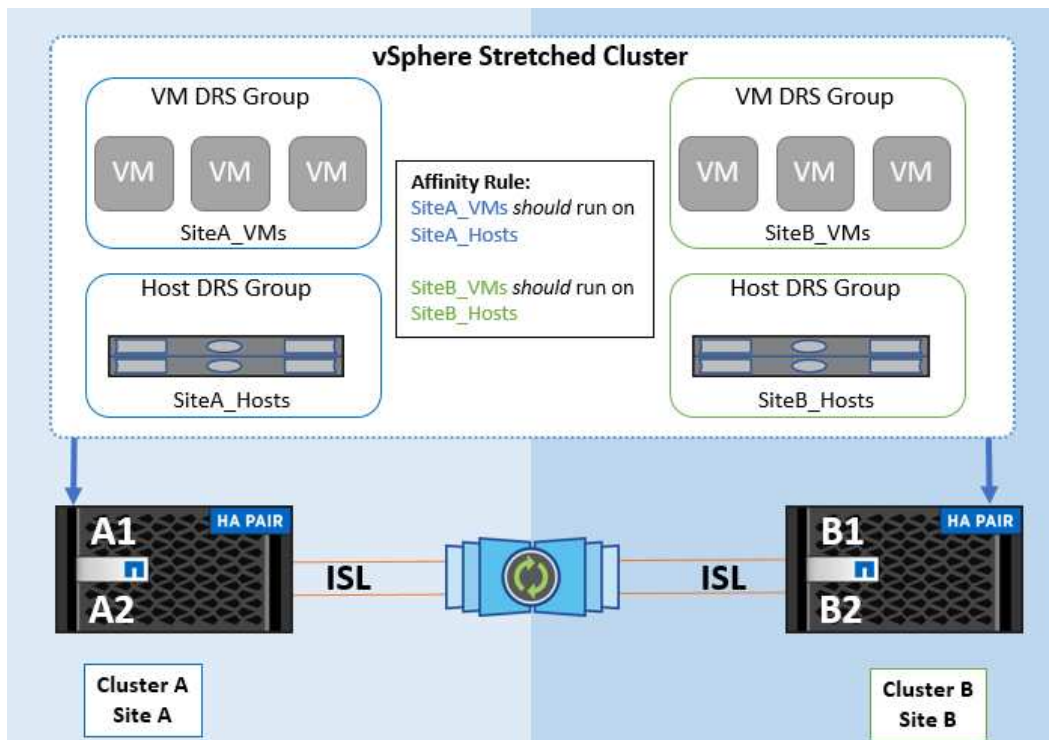 vSphere Stretched Cluster
VM DRS Group
VM VM VM
SiteA_VMs
Host DRS Group
SiteA_Hosts
Affinity Rule:
SiteA_VMs should run on
SiteA_Hosts
SiteB_VMs should run on
SiteB_Hosts
VM DRS Group
VM VM VM
SiteB_VMs
Host DRS Group
SiteB_Hosts
A1
HA PAIR
A2
ISL
ISL
B1
HA PAIR
B2
Cluster A
Site A
Cluster B
Site B